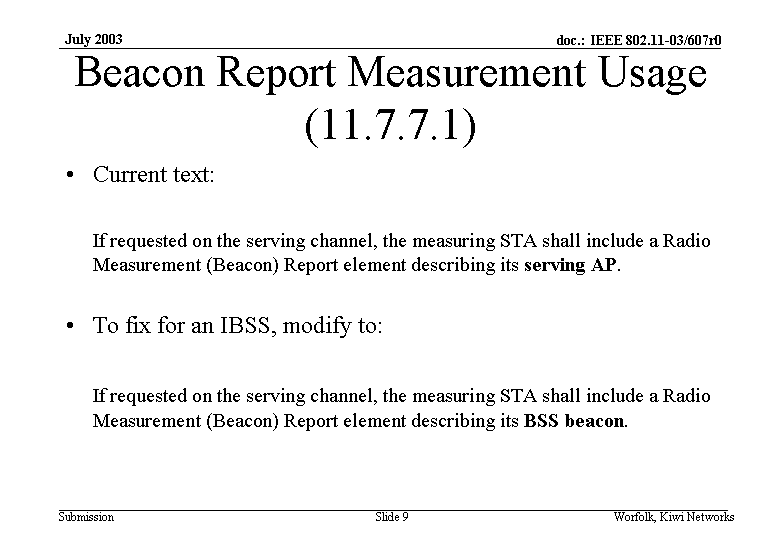 July 2003
doc.: IEEE 802.11-03/607r0
Beacon Report Measurement Usage
(11.7.7.1)
• Current text:
If requested on the serving channel, the measuring STA shall include a Radio
Measurement (Beacon) Report element describing its serving AP.
• To fix for an IBSS, modify to:
If requested on the serving channel, the measuring STA shall include a Radio
Measurement (Beacon) Report element describing its BSS beacon.
Submission
Slide 9
Worfolk, Kiwi Networks